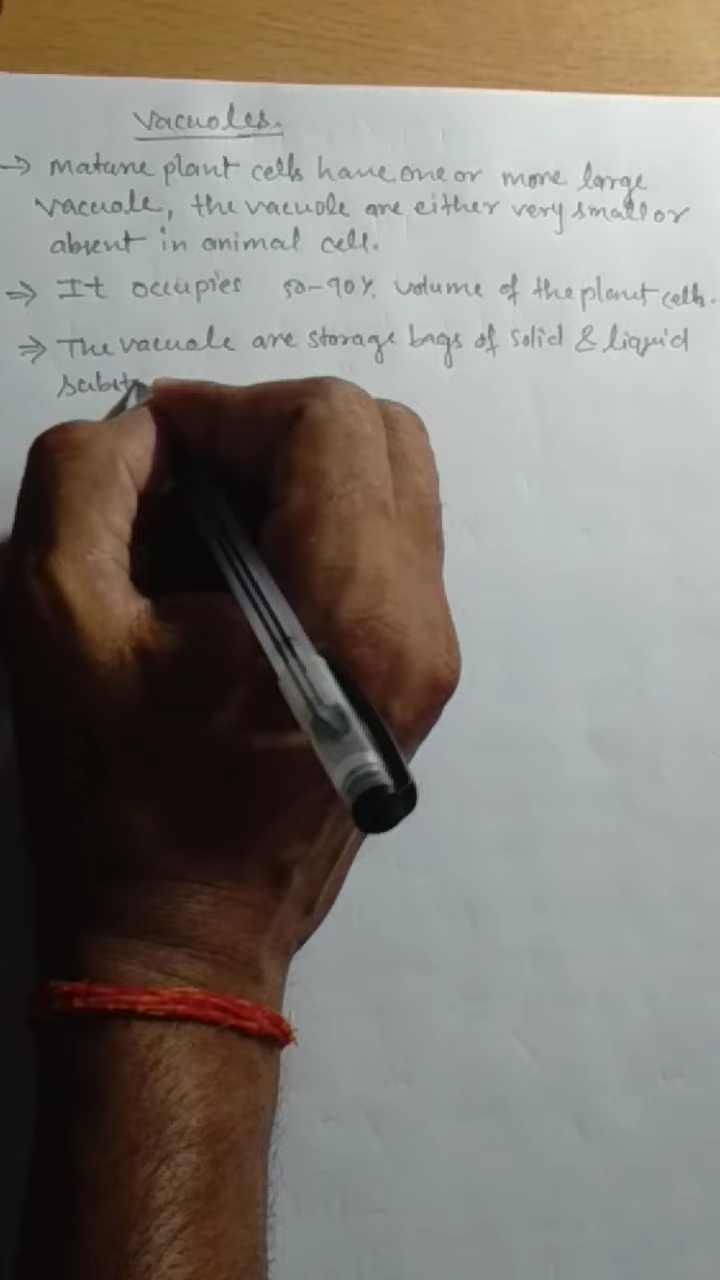 Vacuoles.
→ mature plant cells have one or more large
vacuole, the vacuole are either very small or
absent in animal cell.
⇒ It occupies 50-90% volume of the plant cells.
⇒ The vacuole are storage bags of solid & liquid